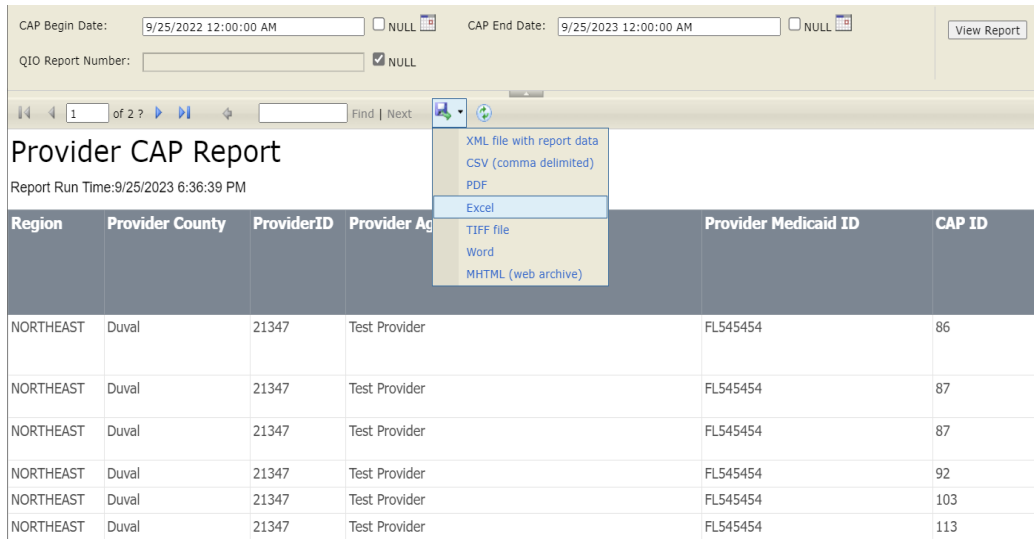 CAP Begin Date: 9/25/2022 12:00:00 AM NULL CAP End Date: 9/25/2023 12:00:00 AM NULL View Report
QIO Report Number: NULL
1 of 2 ? Find | Next
XML file with report data
CSV (comma delimited)
PDF
Excel
TIFF file
Word
MHTML (web archive)
Provider CAP Report
Report Run Time:9/25/2023 6:36:39 PM
Region Provider County ProviderID Provider Ag Provider Medicaid ID CAP ID
NORTHEAST Duval 21347 Test Provider FL545454 86
NORTHEAST Duval 21347 Test Provider FL545454 87
NORTHEAST Duval 21347 Test Provider FL545454 87
NORTHEAST Duval 21347 Test Provider FL545454 92
NORTHEAST Duval 21347 Test Provider FL545454 103
NORTHEAST Duval 21347 Test Provider FL545454 113